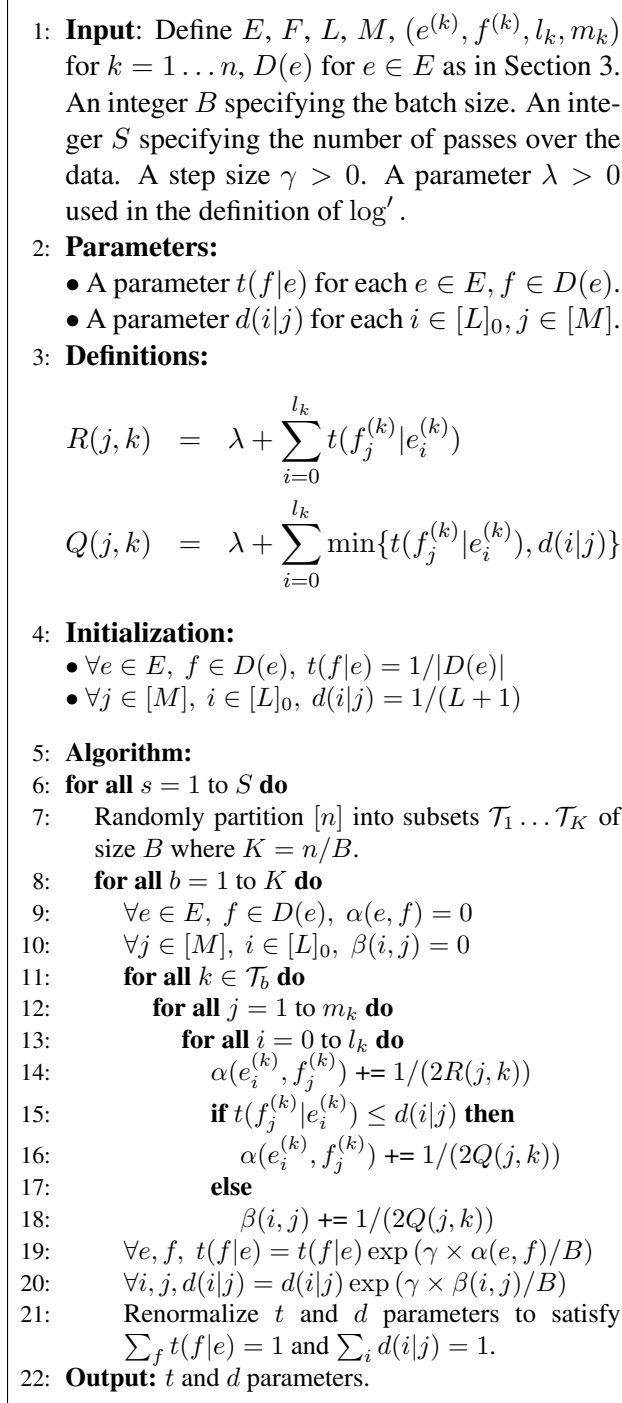 1: Input: Define E, F, L, M, (e^(k), f^(k), l_k, m_k)
for k = 1 . . . n, D(e) for e ∈ E as in Section 3.
An integer B specifying the batch size. An inte-
ger S specifying the number of passes over the
data. A step size γ > 0. A parameter λ > 0
used in the definition of log′ .
2: Parameters:
• A parameter t(f|e) for each e ∈ E, f ∈ D(e).
• A parameter d(i|j) for each i ∈ [L]_0, j ∈ [M].
3: Definitions:
R(j, k) = λ + ∑_{i=0}^{l_k} t(f_j^(k)|e_i^(k))
Q(j, k) = λ + ∑_{i=0}^{l_k} min{t(f_j^(k)|e_i^(k)), d(i|j)}
4: Initialization:
• ∀e ∈ E, f ∈ D(e), t(f|e) = 1/|D(e)|
• ∀j ∈ [M], i ∈ [L]_0, d(i|j) = 1/(L + 1)
5: Algorithm:
6: for all s = 1 to S do
7: Randomly partition [n] into subsets T_1 . . . T_K of
size B where K = n/B.
8: for all b = 1 to K do
9: ∀e ∈ E, f ∈ D(e), α(e, f) = 0
10: ∀j ∈ [M], i ∈ [L]_0, β(i, j) = 0
11: for all k ∈ T_b do
12: for all j = 1 to m_k do
13: for all i = 0 to l_k do
14: α(e_i^(k), f_j^(k)) += 1/(2R(j, k))
15: if t(f_j^(k)|e_i^(k)) ≤ d(i|j) then
16: α(e_i^(k), f_j^(k)) += 1/(2Q(j, k))
17: else
18: β(i, j) += 1/(2Q(j, k))
19: ∀e, f, t(f|e) = t(f|e) exp (γ × α(e, f)/B)
20: ∀i, j, d(i|j) = d(i|j) exp (γ × β(i, j)/B)
21: Renormalize t and d parameters to satisfy
∑_f t(f|e) = 1 and ∑_i d(i|j) = 1.
22: Output: t and d parameters.